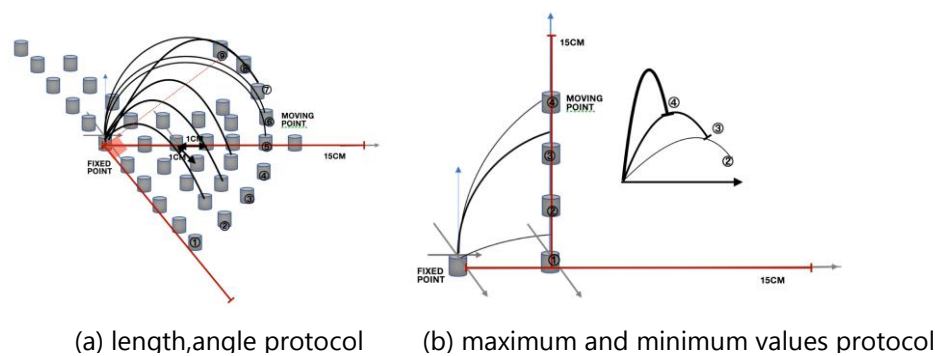 ⑨
⑧
⑦
⑥
MOVING
POINT
1CM
⑤
1CM
FIXED
POINT
15CM
④
③
②
①
15CM
④
MOVING
POINT
③
②
①
FIXED
POINT
15CM
④
③
②
(a) length,angle protocol
(b) maximum and minimum values protocol